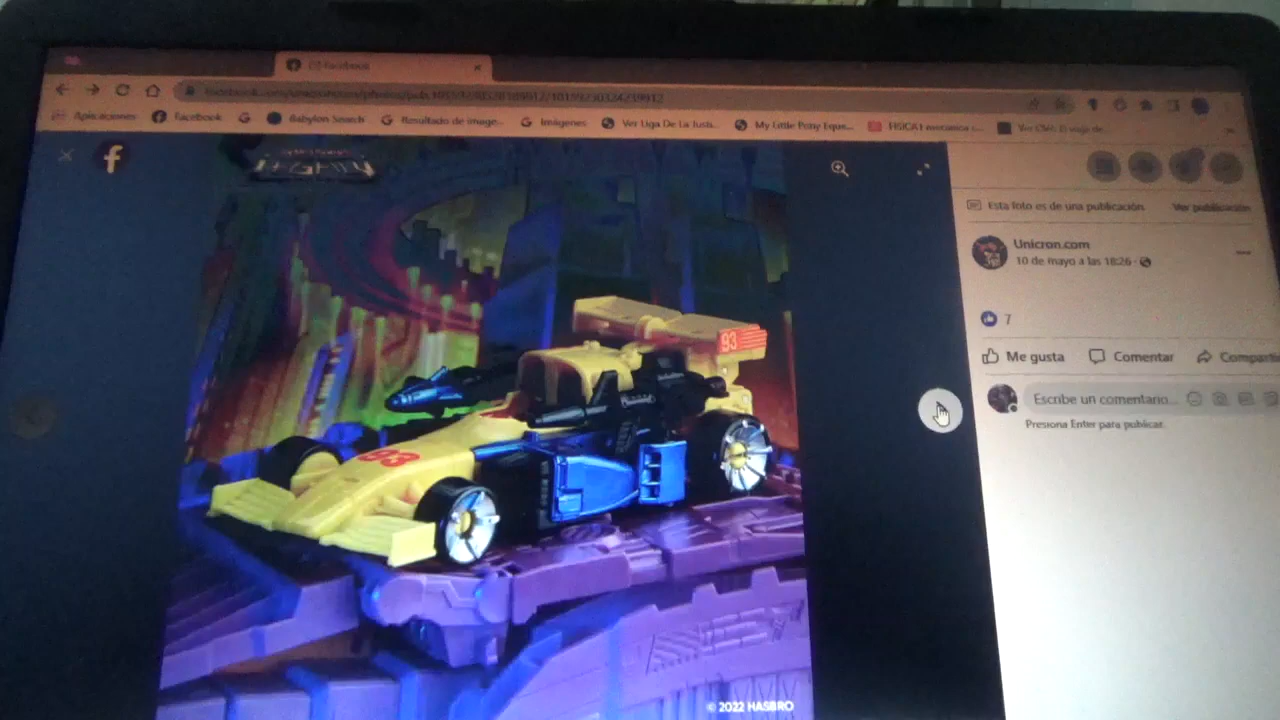 Facebook
Aplicaciones
Facebook
Babylon Search
Resultado de image...
Imágenes
Ver Liga De La Justi...
My Little Pony Eque...
FISICA I mecanica c...
LEGACY
Esta foto es de una publicación.
Ver publicación
Unicron.com
10 de mayo a las 18:26
7
Me gusta
Comentar
Comparti
Escribe un comentario...
Presiona Enter para publicar.
93
93
© 2022 HASBRO